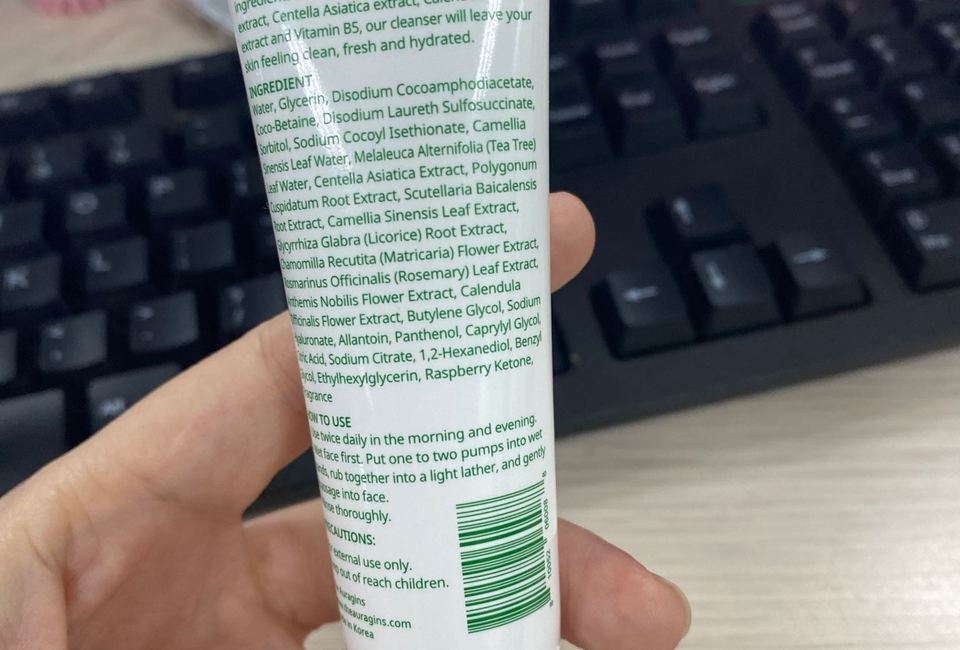 extract, Centella Asiatica extract,
extract and Vitamin B5, our cleanser will leave your
skin feeling clean, fresh and hydrated.
INGREDIENT
Water, Glycerin, Disodium Cocoamphodiacetate,
Coco-Betaine, Disodium Laureth Sulfosuccinate,
Sorbitol, Sodium Cocoyl Isethionate, Camellia
Sinensis Leaf Water, Melaleuca Alternifolia (Tea Tree)
Leaf Water, Centella Asiatica Extract, Polygonum
Cuspidatum Root Extract, Scutellaria Baicalensis
Root Extract, Camellia Sinensis Leaf Extract,
Glycyrrhiza Glabra (Licorice) Root Extract,
Chamomilla Recutita (Matricaria) Flower Extract,
Rosmarinus Officinalis (Rosemary) Leaf Extract,
Anthemis Nobilis Flower Extract, Calendula
Officinalis Flower Extract, Butylene Glycol, Sodium
Allantoin, Panthenol, Caprylyl Glycol,
Acid, Sodium Citrate, 1,2-Hexanediol, Benzyl
Ethylhexylglycerin, Raspberry Ketone,
TO USE
twice daily in the morning and evening.
face first. Put one to two pumps into wet
rub together into a light lather, and gently
into face.
thoroughly.
external use only.
out of reach children.
in Korea